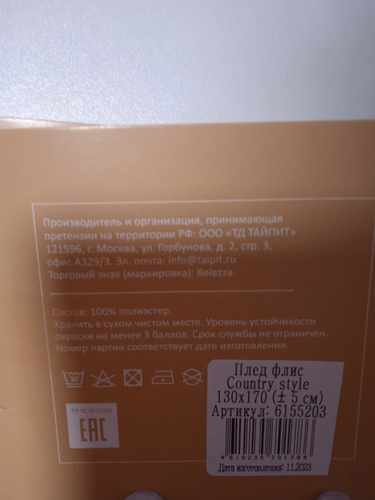 Производитель и организация, принимающая
претензии на территории РФ: ООО «ТД ТАЙПИТ»
121596, г. Москва, ул. Горбунова, д. 2, стр. 3,
офис А329/3. Эл. почта: info@taipit.ru
Торговый знак (маркировка): Belezza.
Состав: 100% полиэстер.
Хранить в сухом чистом месте. Уровень устойчивости
окраски не менее 3 баллов. Срок службы не ограничен.
Номер партии соответствует дате изготовления.
EAC
Плед флис
Country style
130x170 (± 5 см)
Артикул: 6155203
Дата изготовления: 11.2023